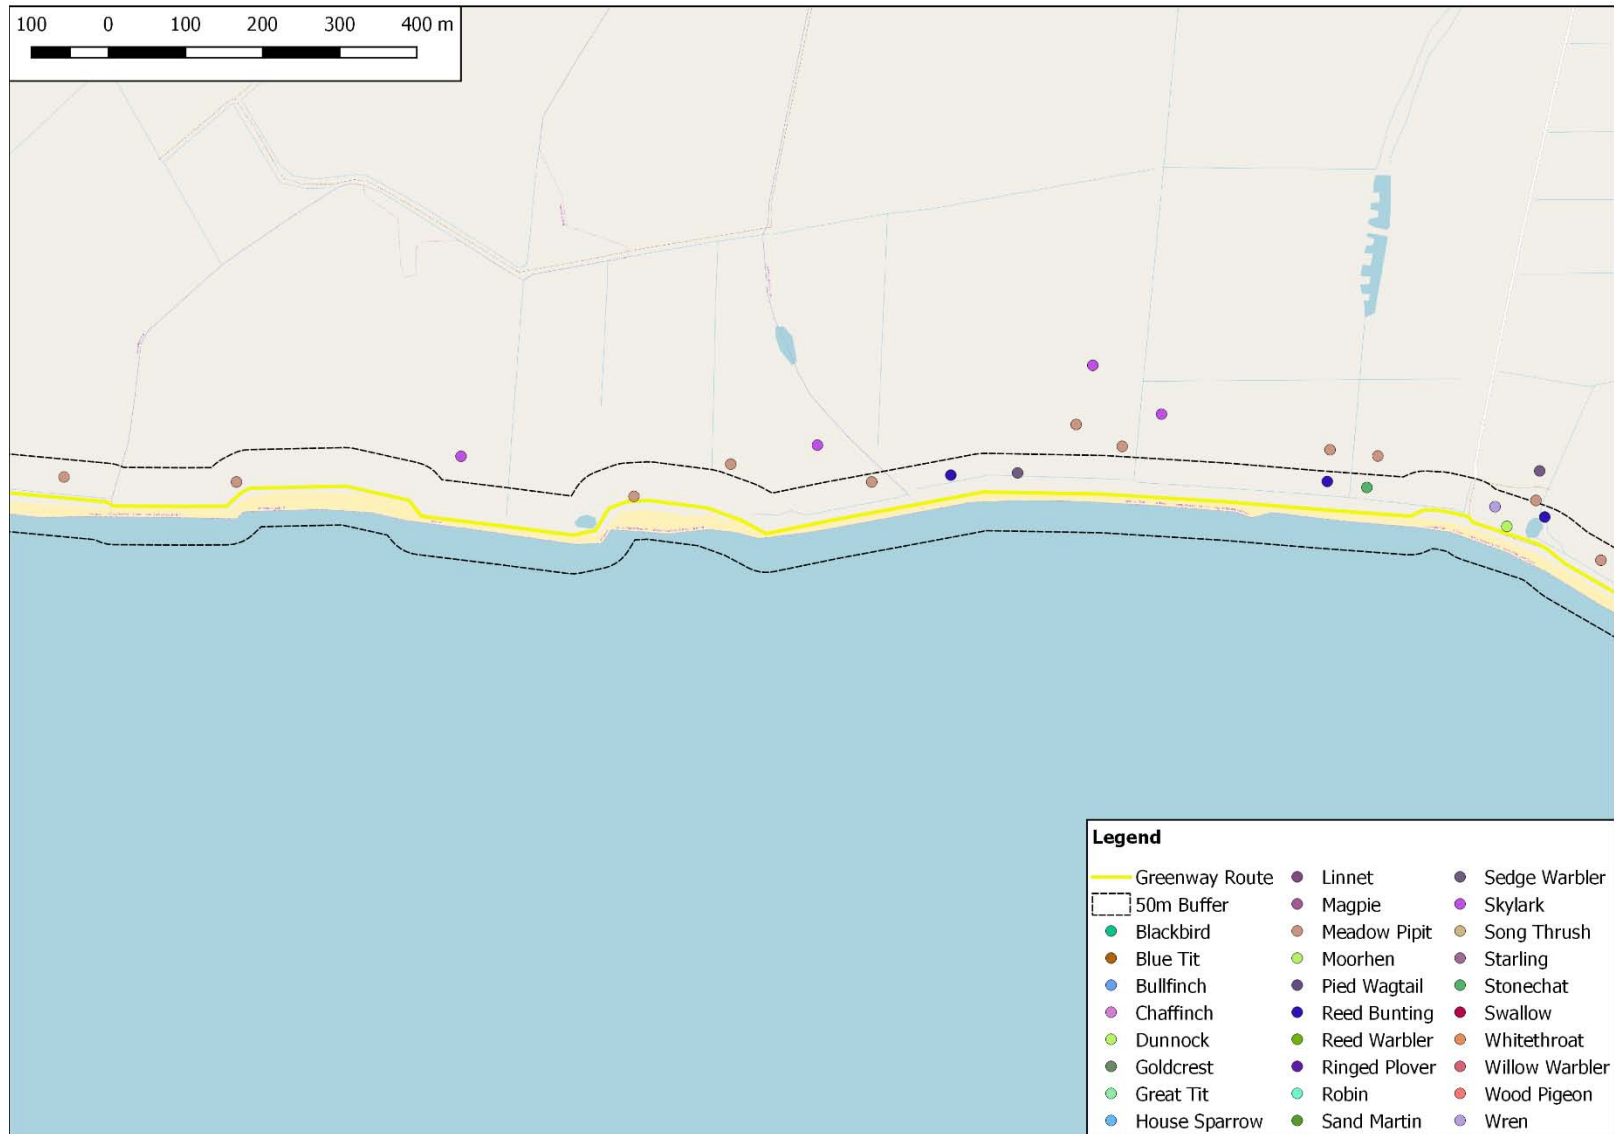 100 0 100 200 300 400 m
Legend
Greenway Route
50m Buffer
Blackbird
Blue Tit
Bullfinch
Chaffinch
Dunnock
Goldcrest
Great Tit
House Sparrow
Linnet
Magpie
Meadow Pipit
Moorhen
Pied Wagtail
Reed Bunting
Reed Warbler
Ringed Plover
Robin
Sand Martin
Sedge Warbler
Skylark
Song Thrush
Starling
Stonechat
Swallow
Whitethroat
Willow Warbler
Wood Pigeon
Wren